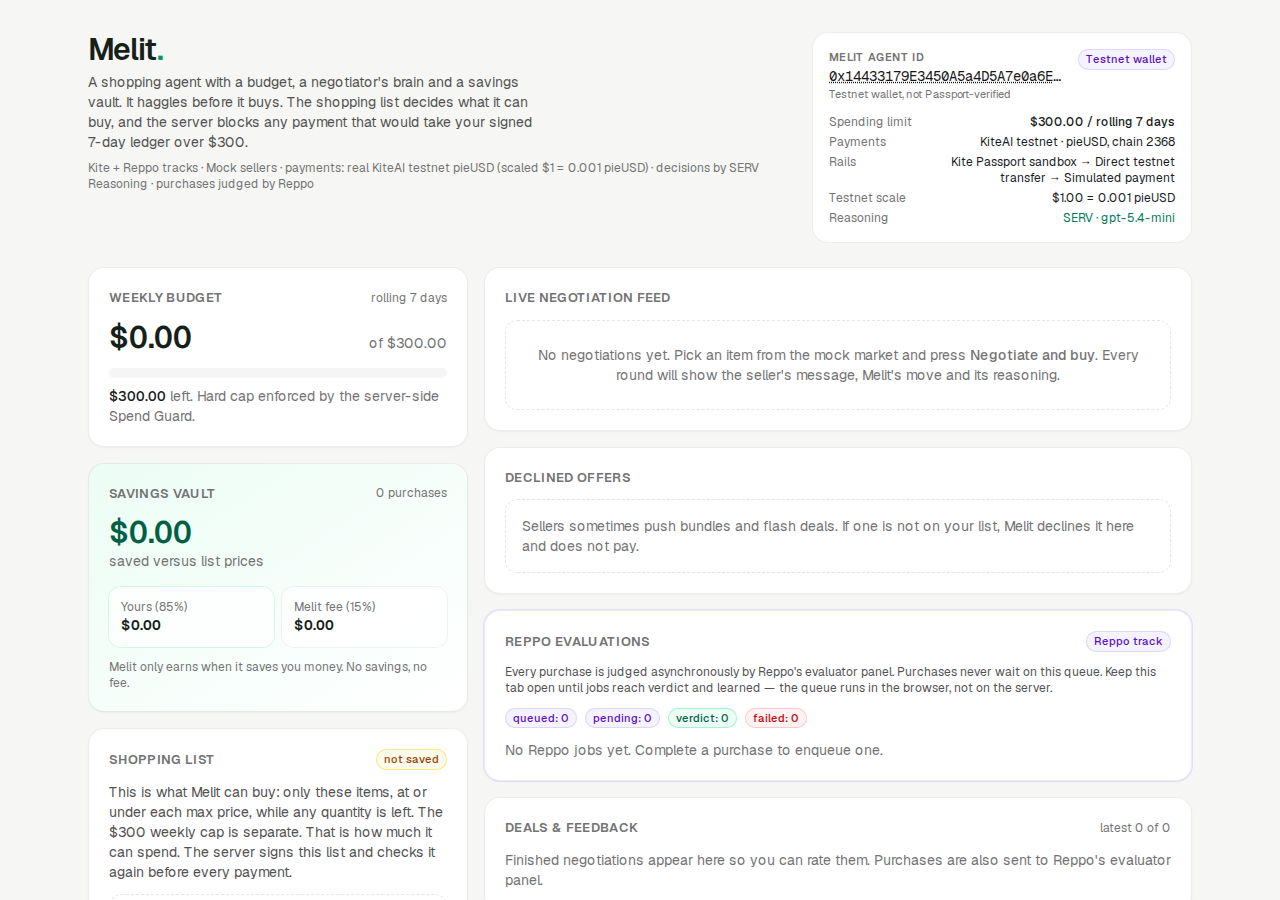 Melit.
A shopping agent with a budget, a negotiator's brain and a savings
vault. It haggles before it buys. The shopping list decides what it can
buy, and the server blocks any payment that would take your signed
7-day ledger over $300.
Kite + Reppo tracks · Mock sellers · payments: real KiteAI testnet pieUSD (scaled $1 = 0.001 pieUSD) · decisions by SERV
Reasoning · purchases judged by Reppo
MELIT AGENT ID
Testnet wallet
0x14433179E3450A5a4D5A7e0a6E…
Testnet wallet, not Passport-verified
Spending limit $300.00 / rolling 7 days
Payments KiteAI testnet · pieUSD, chain 2368
Rails Kite Passport sandbox → Direct testnet
transfer → Simulated payment
Testnet scale $1.00 = 0.001 pieUSD
Reasoning SERV · gpt-5.4-mini
WEEKLY BUDGET rolling 7 days
$0.00 of $300.00
$300.00 left. Hard cap enforced by the server-side
Spend Guard.
SAVINGS VAULT 0 purchases
$0.00
saved versus list prices
Yours (85%)
$0.00
Melit fee (15%)
$0.00
Melit only earns when it saves you money. No savings, no
fee.
SHOPPING LIST not saved
This is what Melit can buy: only these items, at or
under each max price, while any quantity is left. The
$300 weekly cap is separate. That is how much it
can spend. The server signs this list and checks it
again before every payment.
LIVE NEGOTIATION FEED
No negotiations yet. Pick an item from the mock market and press Negotiate and buy. Every
round will show the seller's message, Melit's move and its reasoning.
DECLINED OFFERS
Sellers sometimes push bundles and flash deals. If one is not on your list, Melit declines it here
and does not pay.
REPPO EVALUATIONS Reppo track
Every purchase is judged asynchronously by Reppo's evaluator panel. Purchases never wait on this queue. Keep this
tab open until jobs reach verdict and learned — the queue runs in the browser, not on the server.
queued: 0 pending: 0 verdict: 0 failed: 0
No Reppo jobs yet. Complete a purchase to enqueue one.
DEALS & FEEDBACK latest 0 of 0
Finished negotiations appear here so you can rate them. Purchases are also sent to Reppo's evaluator
panel.